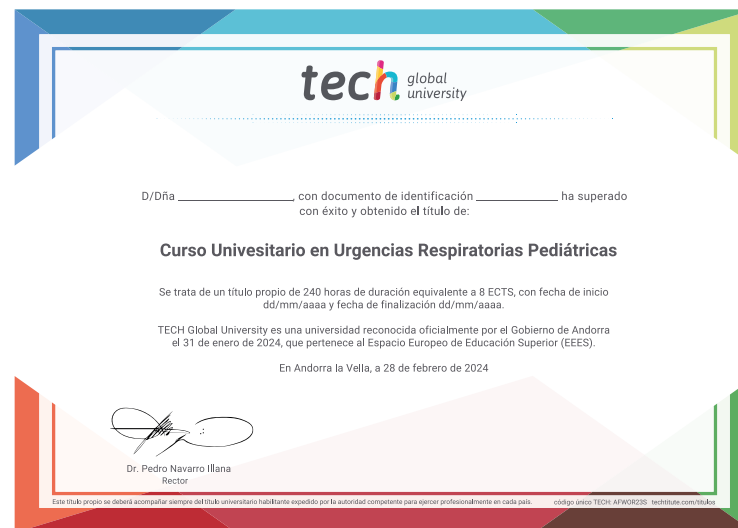 tech global university
D/Dña ____________________, con documento de identificación ______________ ha superado
con éxito y obtenido el título de:
Curso Univesitario en Urgencias Respiratorias Pediátricas
Se trata de un título propio de 240 horas de duración equivalente a 8 ECTS, con fecha de inicio
dd/mm/aaaa y fecha de finalización dd/mm/aaaa.
TECH Global University es una universidad reconocida oficialmente por el Gobierno de Andorra
el 31 de enero de 2024, que pertenece al Espacio Europeo de Educación Superior (EEES).
En Andorra la Vella, a 28 de febrero de 2024
Dr. Pedro Navarro Illana
Rector
Este título propio se deberá acompañar siempre del título universitario habilitante expedido por la autoridad competente para ejercer profesionalmente en cada país. código único TECH: AFWOR23S techtitute.com/titulos